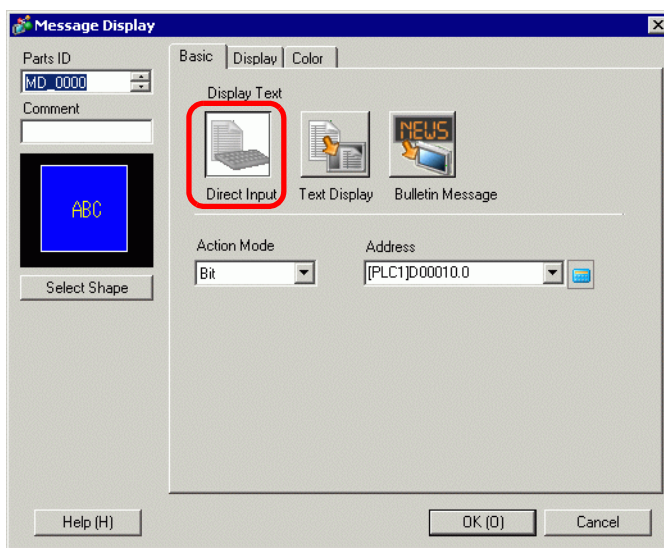 Message Display
Parts ID
MD_0000
Comment
ABC
Select Shape
Basic
Display
Color
Display Text
NEWS
Direct Input
Text Display
Bulletin Message
Action Mode
Address
Bit
[PLC1]D00010.0
Help (H)
OK (O)
Cancel